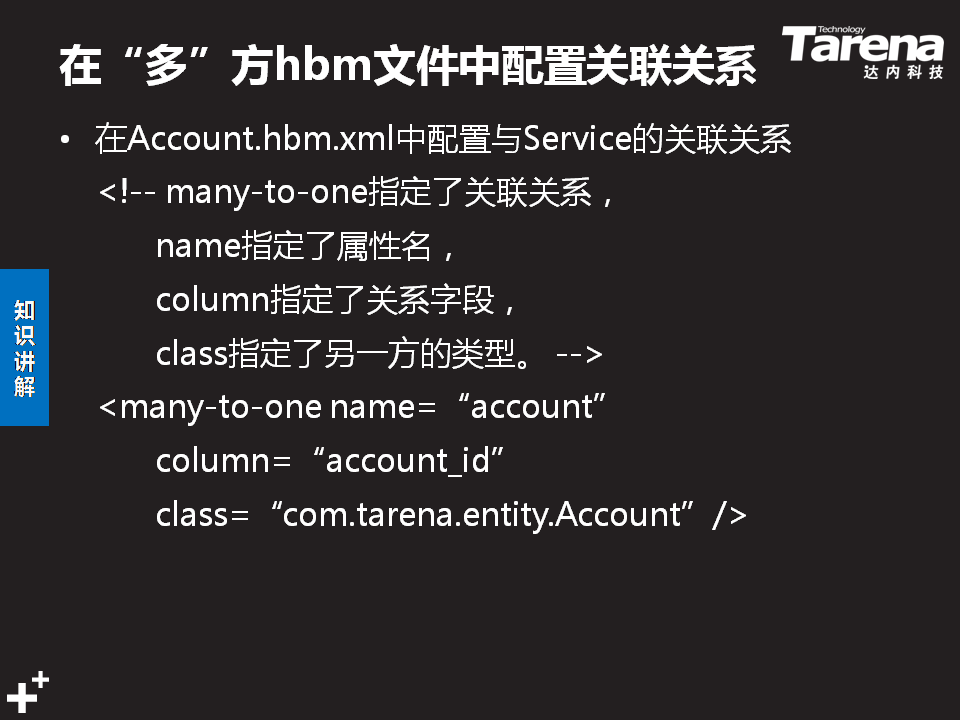 在“多”方hbm文件中配置关联关系
Technology
Tarena
达内科技
• 在Account.hbm.xml中配置与Service的关联关系
<!-- many-to-one指定了关联关系，
name指定了属性名，
column指定了关系字段，
class指定了另一方的类型。 -->
<many-to-one name=“account”
column=“account_id”
class=“com.tarena.entity.Account” />
知识讲解